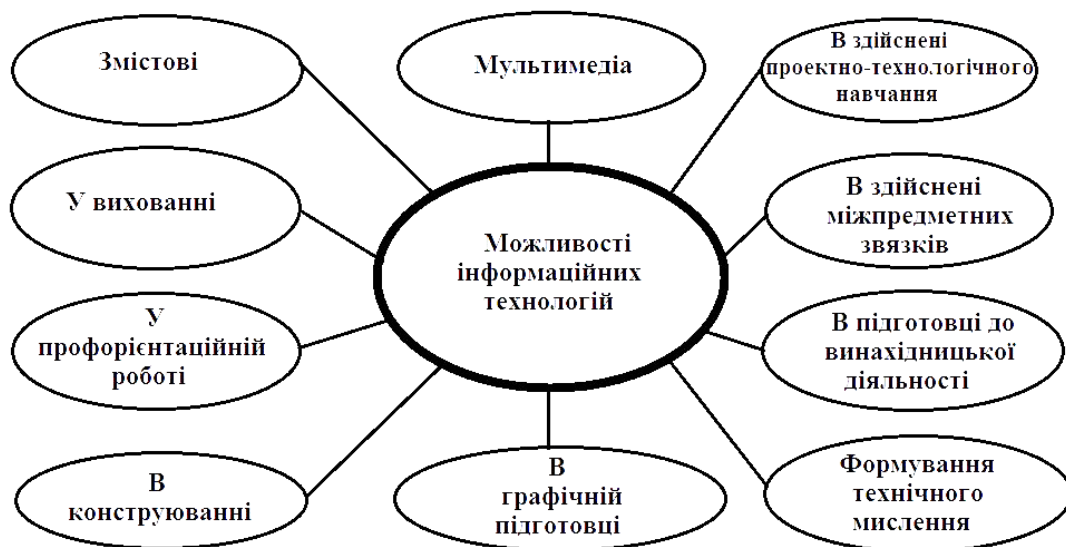 Змістові
Мультимедіа
В здійснені
проектно-технологічного
навчання
У вихованні
В здійснені
міжпредметних
звязків
Можливості
інформаційних
технологій
У
профорієнтаційній
роботі
В підготовці до
винахідницької
діяльності
В
конструюванні
В
графічній
підготовці
Формування
технічного
мислення